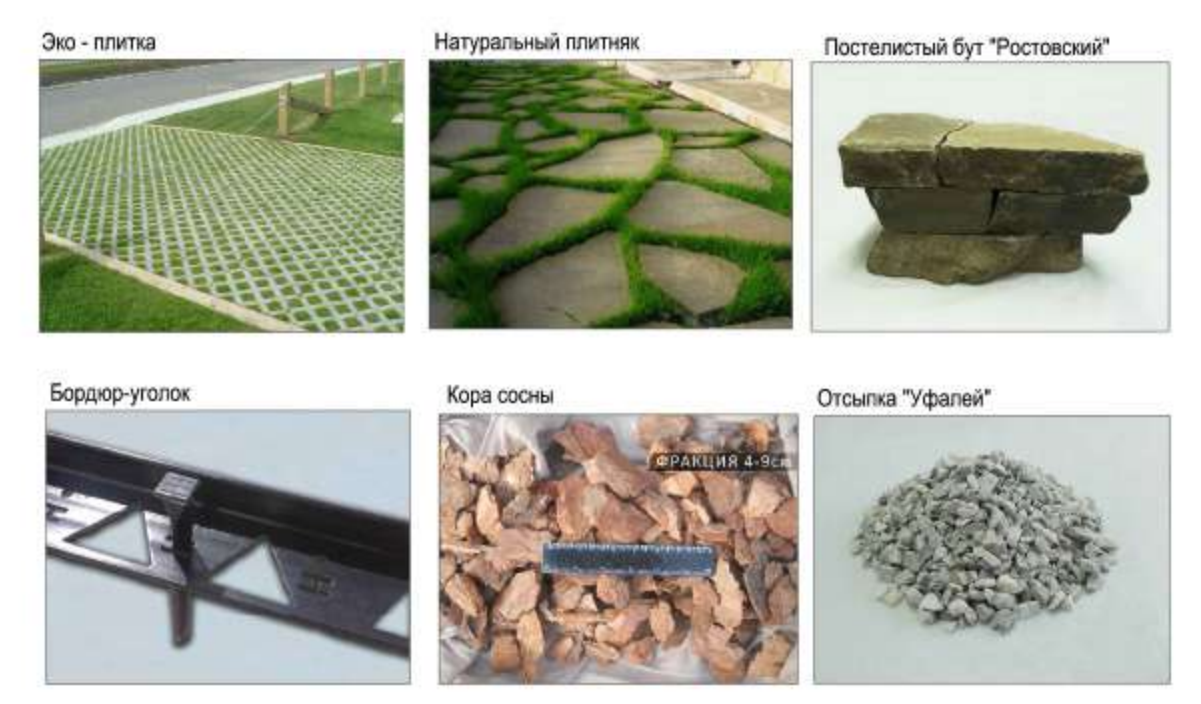 Эко - плитка
Натуральный плитняк
Постелистый бут "Ростовский"
Бордюр-уголок
Кора сосны
Отсыпка "Уфалей"
ФРАКЦИЯ 4-9см